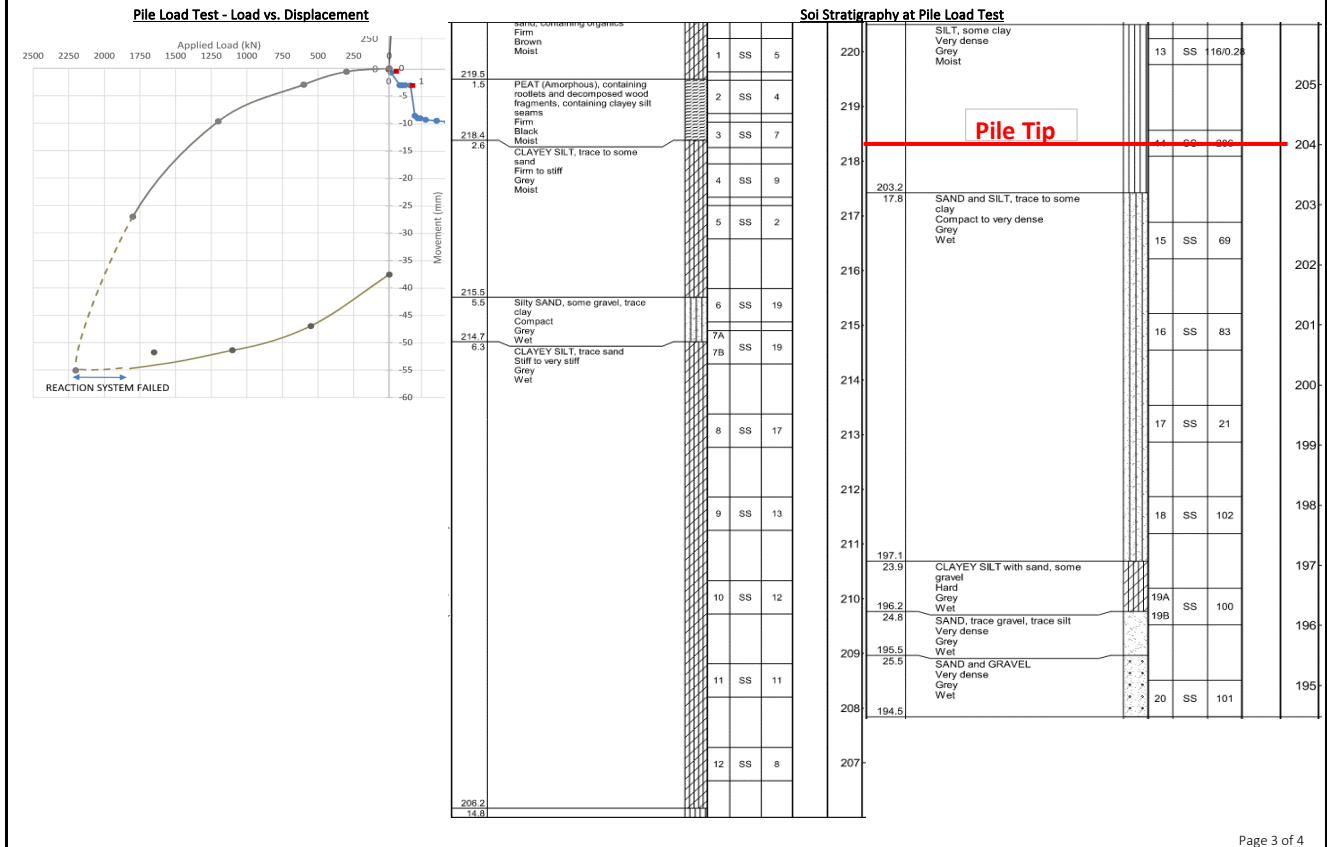 Pile Load Test - Load vs. Displacement
Soi Stratigraphy at Pile Load Test
Applied Load (kN)
2500 2250 2000 1750 1500 1250 1000 750 500 250 0
250
0
0 1
-5
-10
-15
-20
-25
-30
-35
-40
-45
-50
-55
-60
Movement (mm)
REACTION SYSTEM FAILED
sand, containing organics
Firm
Brown
Moist
1 SS 5
219.5
1.5
PEAT (Amorphous), containing
rootlets and decomposed wood
fragments, containing clayey silt
seams
Firm
Black
Moist
2 SS 4
3 SS 7
218.4
2.6
CLAYEY SILT, trace to some
sand
Firm to stiff
Grey
Moist
4 SS 9
5 SS 2
215.5
5.5
Silty SAND, some gravel, trace
clay
Compact
Grey
Wet
6 SS 19
7A
7B
SS 19
214.7
6.3
CLAYEY SILT, trace sand
Stiff to very stiff
Grey
Wet
8 SS 17
9 SS 13
10 SS 12
11 SS 11
12 SS 8
206.2
14.8
220
219
218
217
216
215
214
213
212
211
210
209
208
207
SILT, some clay
Very dense
Grey
Moist
13 SS 116/0.28
Pile Tip
203.2
17.8
SAND and SILT, trace to some
clay
Compact to very dense
Grey
Wet
15 SS 69
16 SS 83
17 SS 21
18 SS 102
197.1
23.9
CLAYEY SILT with sand, some
gravel
Hard
Grey
Wet
19A
19B
SS 100
196.2
24.8
SAND, trace gravel, trace silt
Very dense
Grey
Wet
195.5
25.5
SAND and GRAVEL
Very dense
Grey
Wet
20 SS 101
194.5
205
204
203
202
201
200
199
198
197
196
195
Page 3 of 4